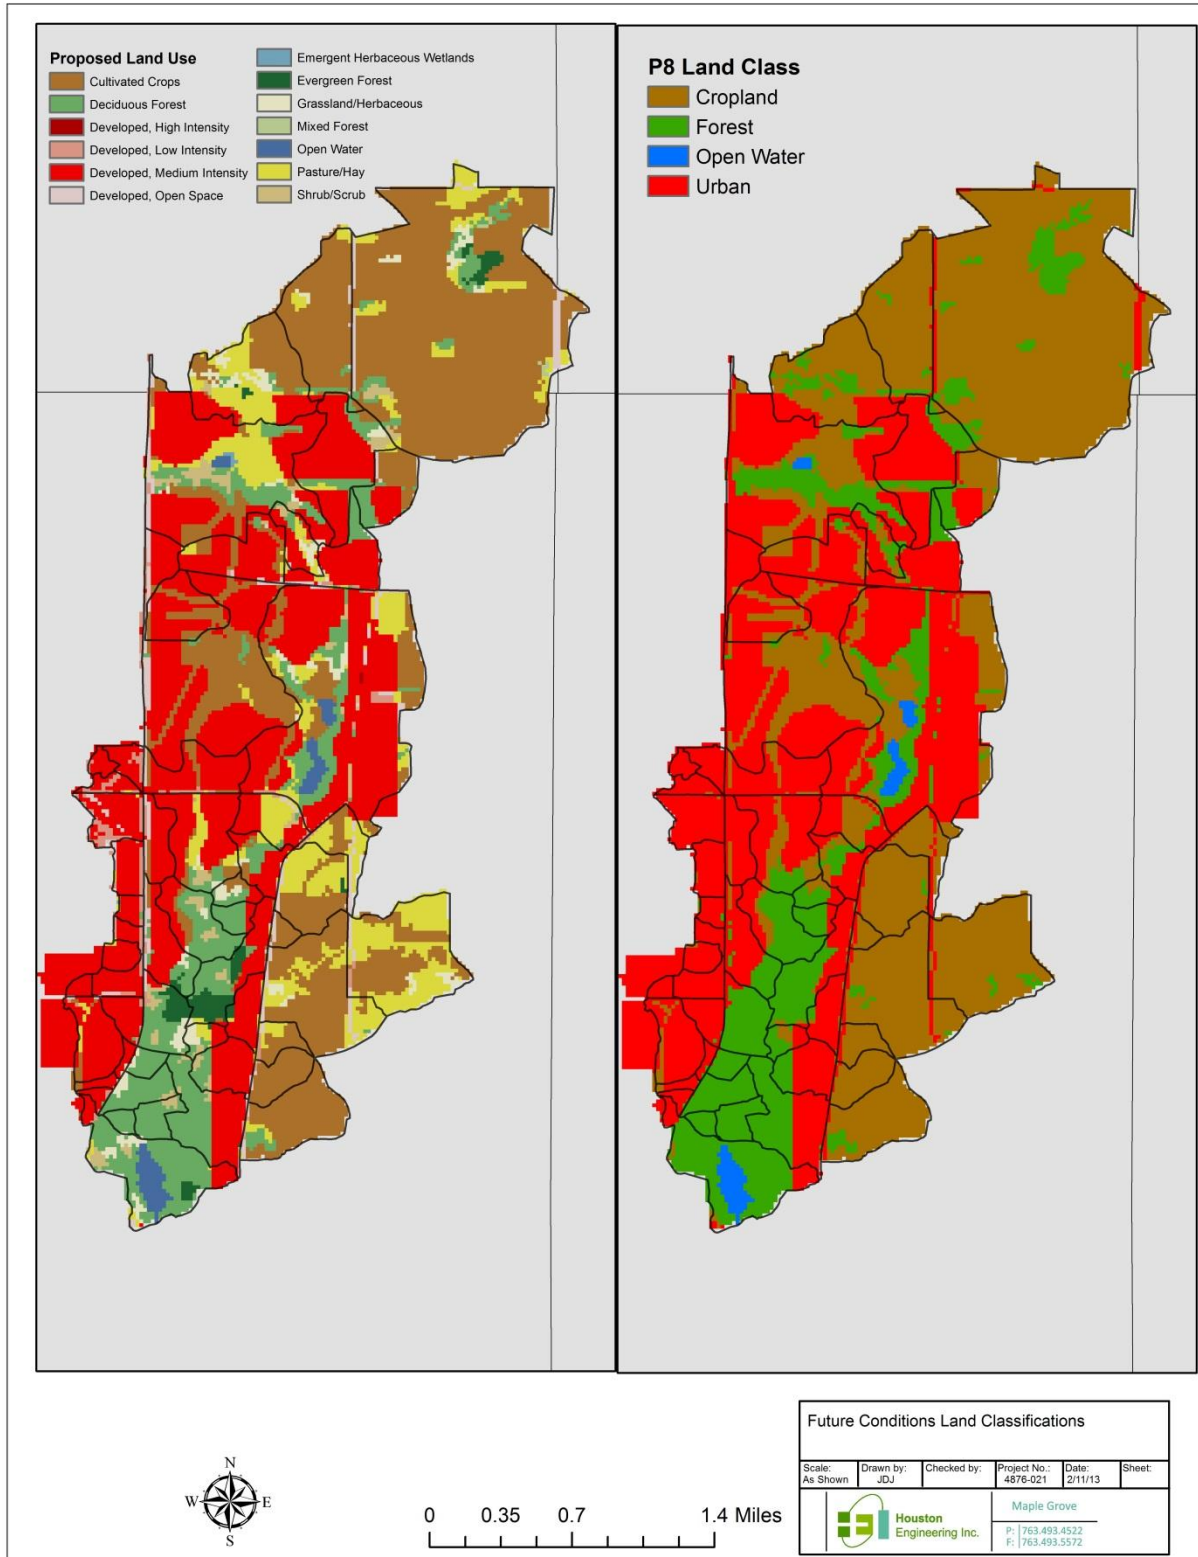 Proposed Land Use
Cultivated Crops
Deciduous Forest
Developed, High Intensity
Developed, Low Intensity
Developed, Medium Intensity
Developed, Open Space
Emergent Herbaceous Wetlands
Evergreen Forest
Grassland/Herbaceous
Mixed Forest
Open Water
Pasture/Hay
Shrub/Scrub
P8 Land Class
Cropland
Forest
Open Water
Urban
N
W E
S
0 0.35 0.7 1.4 Miles
Future Conditions Land Classifications
Scale: As Shown
Drawn by: JDJ
Checked by:
Project No.: 4876-021
Date: 2/11/13
Sheet:
Houston
Engineering Inc.
Maple Grove
P: 763.493.4522
F: 763.493.5572